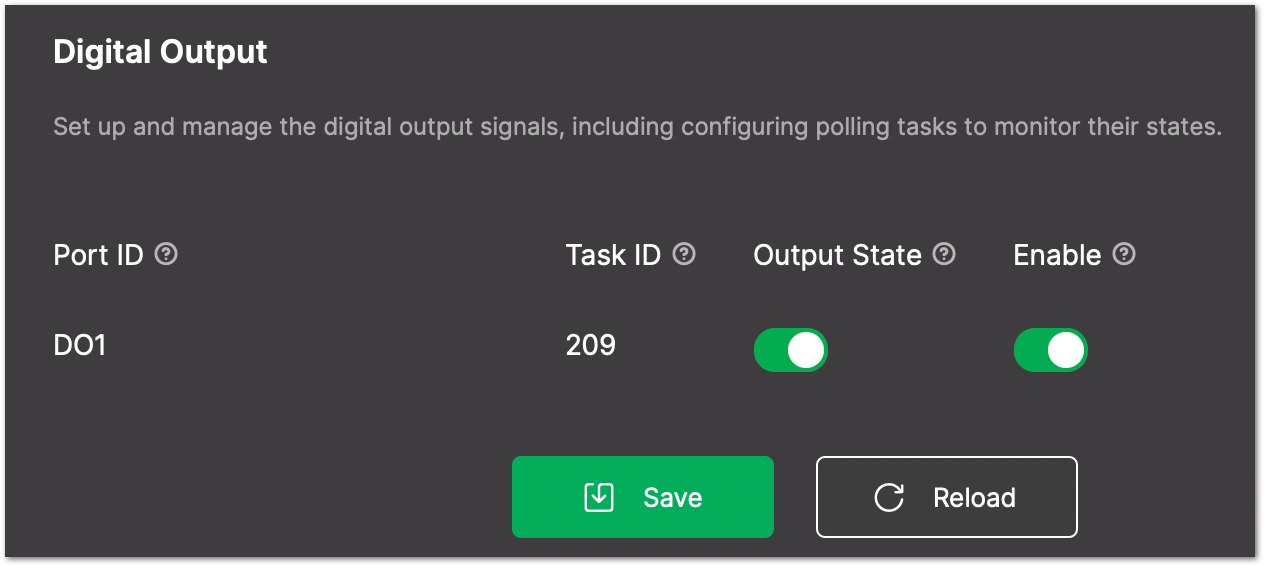 Digital Output
Set up and manage the digital output signals, including configuring polling tasks to monitor their states.
Port ID ? Task ID ? Output State ? Enable ?
DO1 209
Save Reload